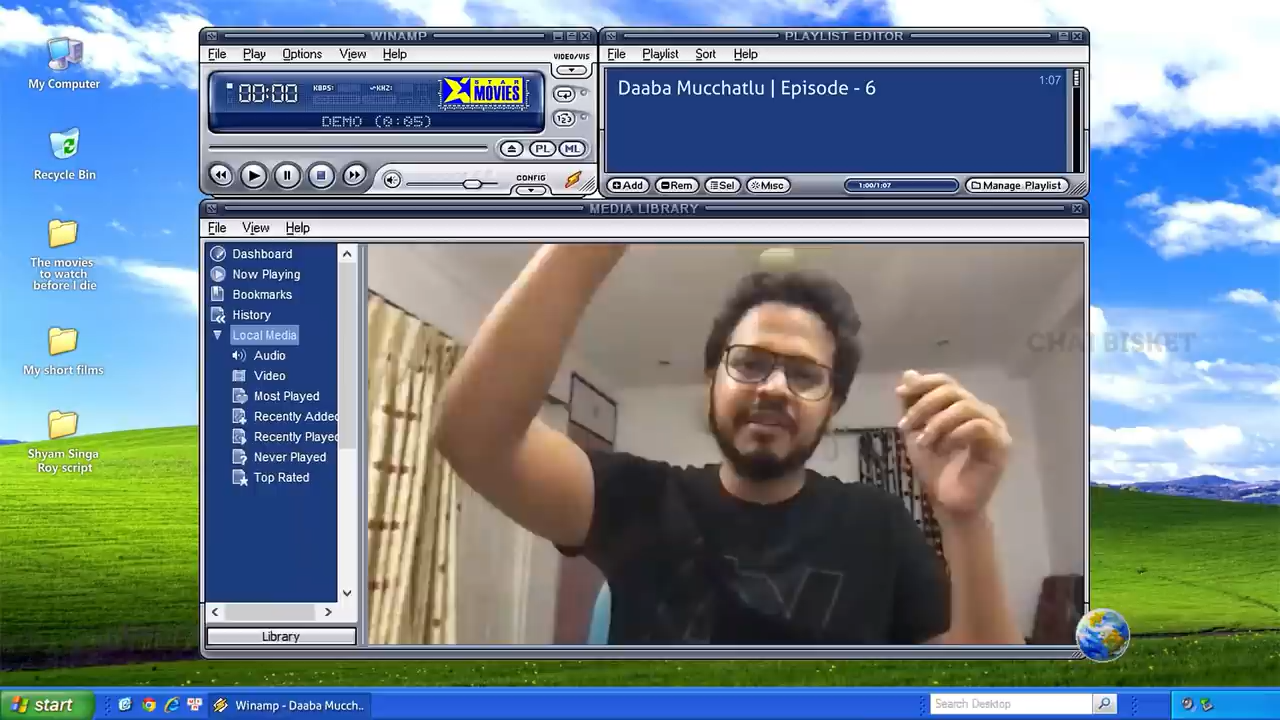 My Computer
Recycle Bin
The movies
to watch
before I die
My short films
Shyam Singa
Roy script
WINAMP
File Play Options View Help
VIDEO/VIS
00:00
KBPS: KHZ:
STAR
MOVIES
DEMO (0:05)
PL ML
CONFIG
PLAYLIST EDITOR
File Playlist Sort Help
Daaba Mucchatlu | Episode - 6
1:07
Add Rem Sel Misc
1:00/1:07
Manage Playlist
MEDIA LIBRARY
File View Help
Dashboard
Now Playing
Bookmarks
History
Local Media
Audio
Video
Most Played
Recently Added
Recently Playe
Never Played
Top Rated
Library
CHAI BISKET
start
Winamp - Daaba Mucch..
Search Desktop